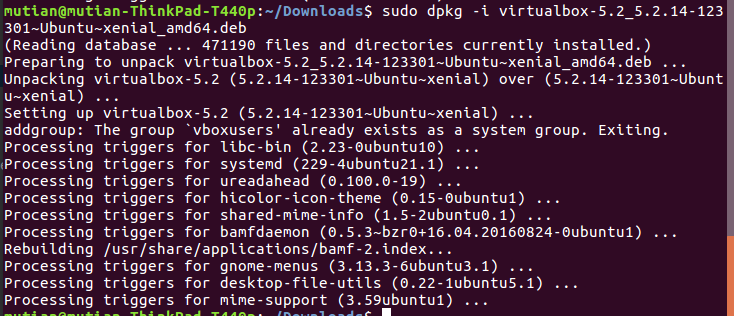 mutian@mutian-ThinkPad-T440p:~/Downloads$ sudo dpkg -i virtualbox-5.2_5.2.14-123
301~Ubuntu~xenial_amd64.deb
(Reading database ... 471190 files and directories currently installed.)
Preparing to unpack virtualbox-5.2_5.2.14-123301~Ubuntu~xenial_amd64.deb ...
Unpacking virtualbox-5.2 (5.2.14-123301~Ubuntu~xenial) over (5.2.14-123301~Ubunt
u~xenial) ...
Setting up virtualbox-5.2 (5.2.14-123301~Ubuntu~xenial) ...
addgroup: The group `vboxusers' already exists as a system group. Exiting.
Processing triggers for libc-bin (2.23-0ubuntu10) ...
Processing triggers for systemd (229-4ubuntu21.1) ...
Processing triggers for ureadahead (0.100.0-19) ...
Processing triggers for hicolor-icon-theme (0.15-0ubuntu1) ...
Processing triggers for shared-mime-info (1.5-2ubuntu0.1) ...
Processing triggers for bamfdaemon (0.5.3~bzr0+16.04.20160824-0ubuntu1) ...
Rebuilding /usr/share/applications/bamf-2.index...
Processing triggers for gnome-menus (3.13.3-6ubuntu3.1) ...
Processing triggers for desktop-file-utils (0.22-1ubuntu5.1) ...
Processing triggers for mime-support (3.59ubuntu1) ...
mutian@mutian-ThinkPad-T440p:~/Downloads$